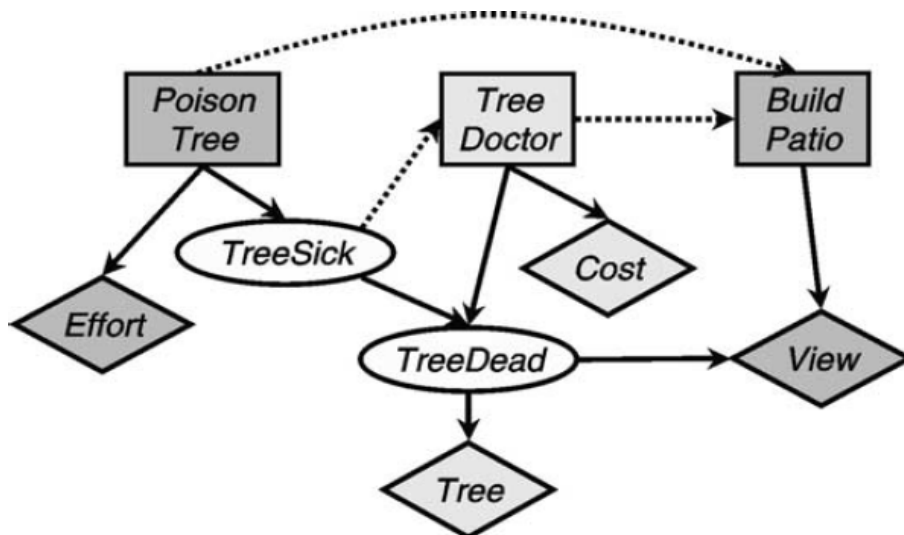 Poison
Tree
Tree
Doctor
Build
Patio
TreeSick
Cost
Effort
TreeDead
View
Tree